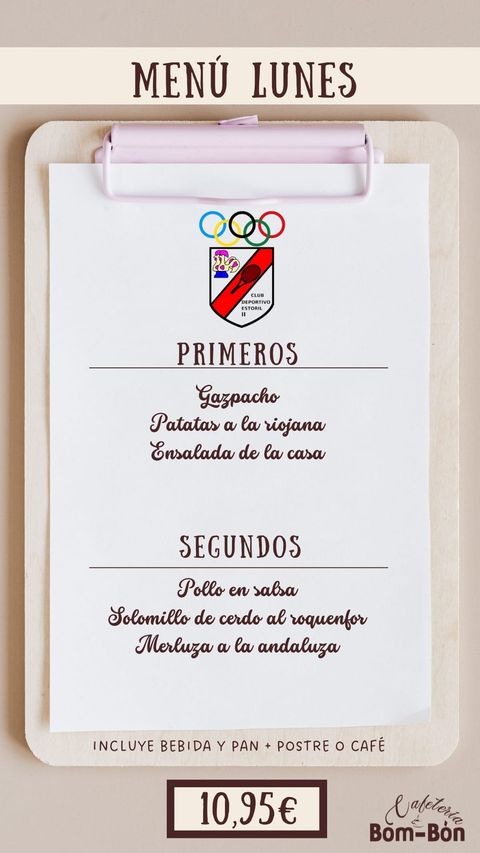 MENÚ LUNES
CLUB
DEPORTIVO
ESTORIL
II
PRIMEROS
Gazpacho
Patatas a la riojana
Ensalada de la casa
SEGUNDOS
Pollo en salsa
Solomillo de cerdo al roquenfor
Merluza a la andaluza
INCLUYE BEBIDA Y PAN + POSTRE O CAFÉ
10,95€
Cafetería
Bom-Bòn